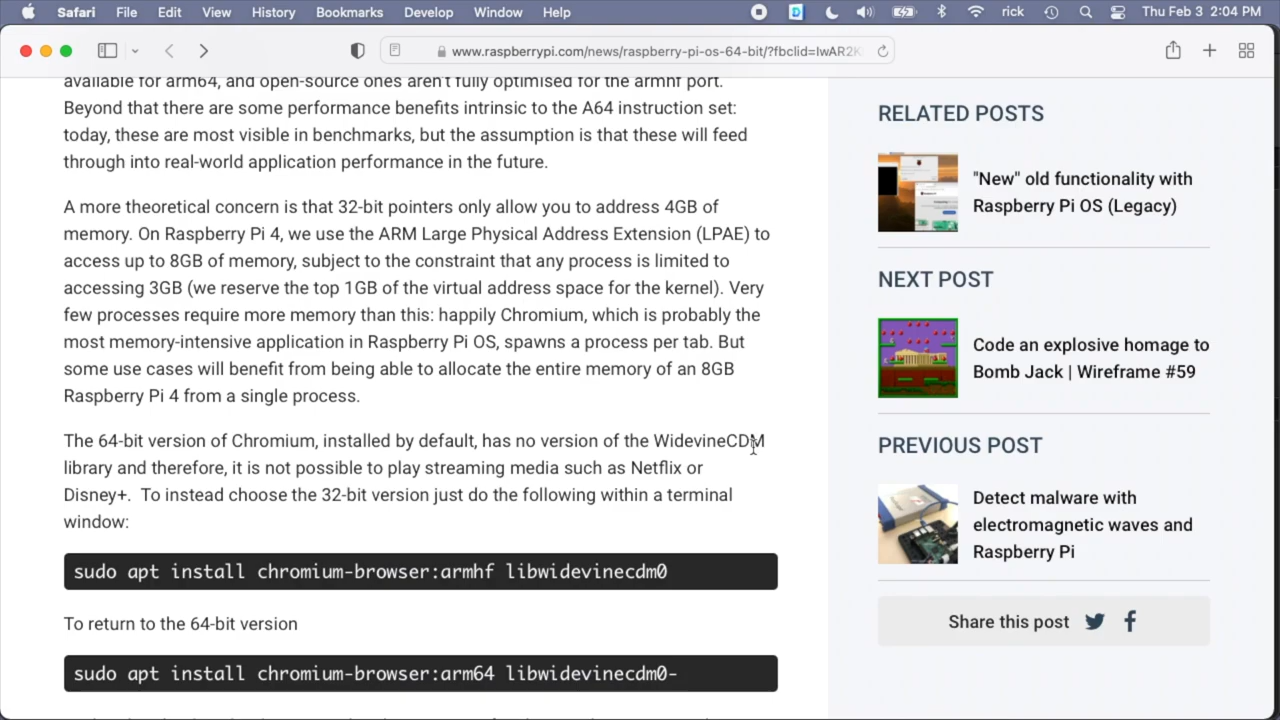 Safari File Edit View History Bookmarks Develop Window Help rick Thu Feb 3 2:04 PM
www.raspberrypi.com/news/raspberry-pi-os-64-bit/?fbclid=IwAR2K
available for arm64, and open-source ones aren't fully optimised for the armhf port.
Beyond that there are some performance benefits intrinsic to the A64 instruction set:
today, these are most visible in benchmarks, but the assumption is that these will feed
through into real-world application performance in the future.
A more theoretical concern is that 32-bit pointers only allow you to address 4GB of
memory. On Raspberry Pi 4, we use the ARM Large Physical Address Extension (LPAE) to
access up to 8GB of memory, subject to the constraint that any process is limited to
accessing 3GB (we reserve the top 1GB of the virtual address space for the kernel). Very
few processes require more memory than this: happily Chromium, which is probably the
most memory-intensive application in Raspberry Pi OS, spawns a process per tab. But
some use cases will benefit from being able to allocate the entire memory of an 8GB
Raspberry Pi 4 from a single process.
The 64-bit version of Chromium, installed by default, has no version of the WidevineCDM
library and therefore, it is not possible to play streaming media such as Netflix or
Disney+. To instead choose the 32-bit version just do the following within a terminal
window:
sudo apt install chromium-browser:armhf libwidevinecdm0
To return to the 64-bit version
sudo apt install chromium-browser:arm64 libwidevinecdm0-
RELATED POSTS
"New" old functionality with
Raspberry Pi OS (Legacy)
NEXT POST
Code an explosive homage to
Bomb Jack | Wireframe #59
PREVIOUS POST
Detect malware with
electromagnetic waves and
Raspberry Pi
Share this post